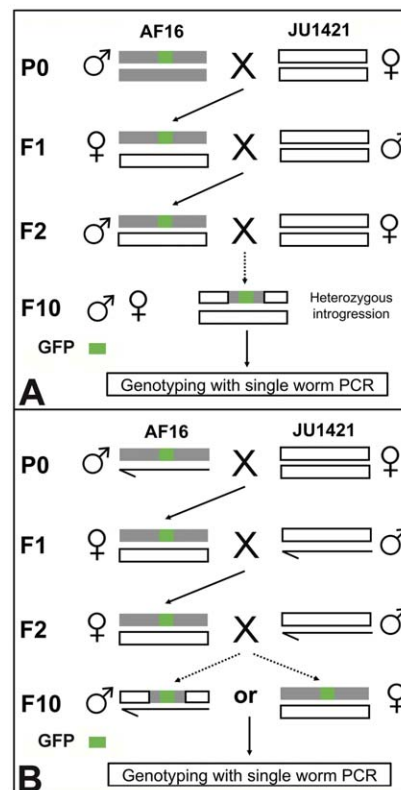 AF16 JU1421
P0 ♂ X ♀
F1 ♀ X ♂
F2 ♂ X ♀
F10 ♂ ♀ Heterozygous
introgression
GFP
Genotyping with single worm PCR
A
AF16 JU1421
P0 ♂ X ♀
F1 ♀ X ♂
F2 ♀ X ♂
F10 ♂ or ♀
GFP
Genotyping with single worm PCR
B